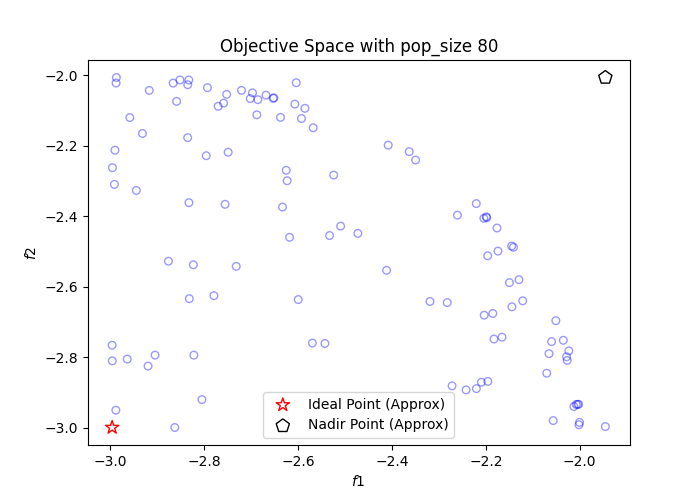 Objective Space with pop_size 80
−2.0
−2.2
−2.4
−2.6
−2.8
−3.0
f2
Ideal Point (Approx)
Nadir Point (Approx)
−3.0 −2.8 −2.6 −2.4 −2.2 −2.0
f1